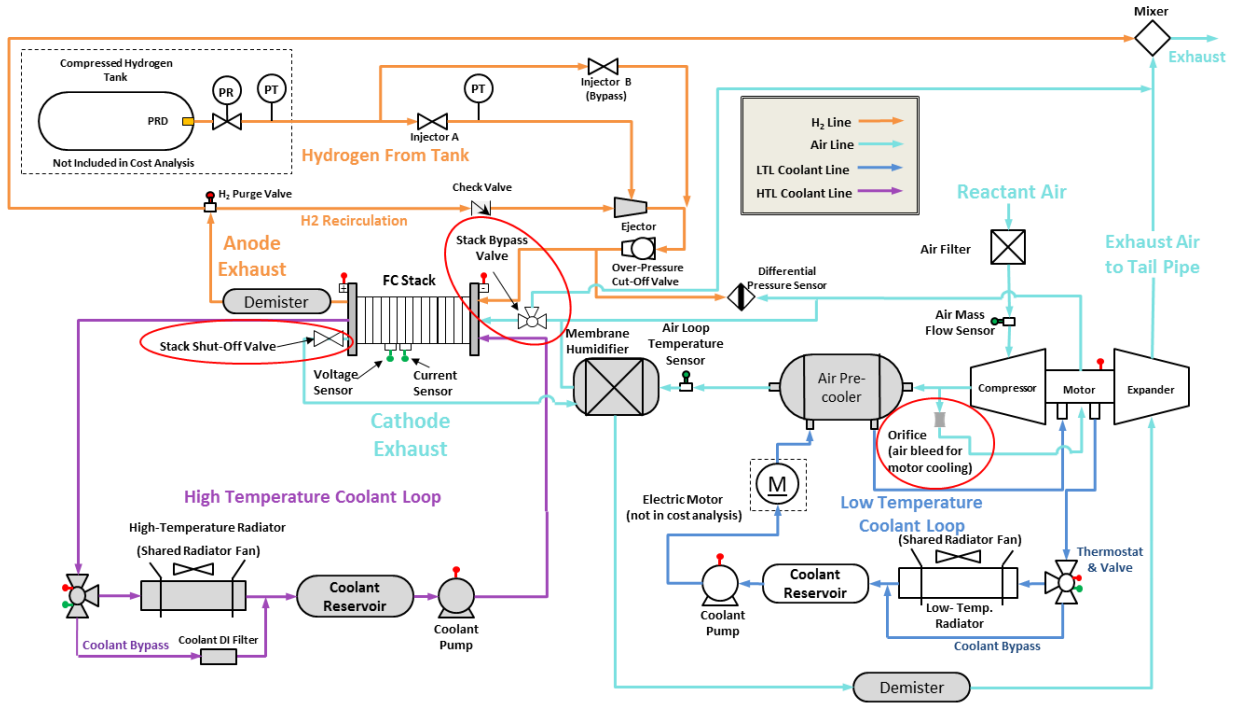 Mixer
Exhaust
Compressed Hydrogen
Tank
PR
PT
PRD
Not Included in Cost Analysis
Injector B
(Bypass)
PT
Injector A
Hydrogen From Tank
H₂ Line
Air Line
LTL Coolant Line
HTL Coolant Line
H₂ Purge Valve
Check Valve
H2 Recirculation
Ejector
Reactant Air
Air Filter
Exhaust Air
to Tail Pipe
Anode
Exhaust
Stack Bypass
Valve
Over-Pressure
Cut-Off Valve
Differential
Pressure Sensor
FC Stack
+
-
Demister
Air Mass
Flow Sensor
Stack Shut-Off Valve
Membrane
Humidifier
Air Loop
Temperature
Sensor
Voltage
Sensor
Current
Sensor
Air Pre-
cooler
Compressor
Motor
Expander
Cathode
Exhaust
Orifice
(air bleed for
motor cooling)
M
Electric Motor
(not in cost analysis)
High Temperature Coolant Loop
Low Temperature
Coolant Loop
High-Temperature Radiator
(Shared Radiator Fan)
(Shared Radiator Fan)
Thermostat
& Valve
Coolant
Reservoir
Coolant
Pump
Coolant
Reservoir
Coolant
Pump
Low- Temp.
Radiator
Coolant Bypass
Coolant DI Filter
Coolant Bypass
Demister